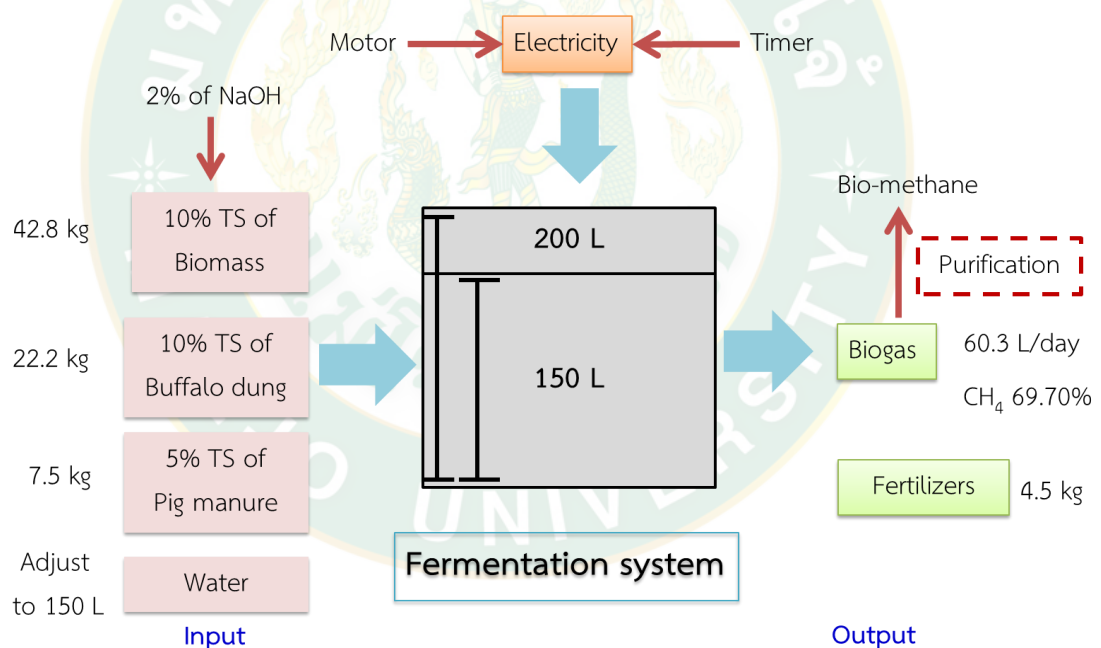 Motor
Electricity
Timer
2% of NaOH
42.8 kg
10% TS of
Biomass
22.2 kg
10% TS of
Buffalo dung
7.5 kg
5% TS of
Pig manure
Adjust
to 150 L
Water
Input
200 L
150 L
Fermentation system
Bio-methane
Purification
Biogas
60.3 L/day
CH₄ 69.70%
Fertilizers
4.5 kg
Output
UNIVERSITY